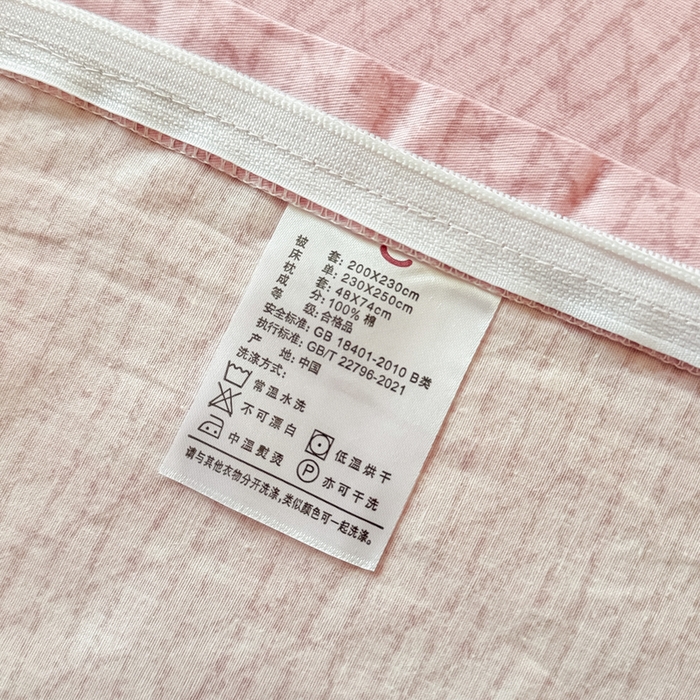 被 套: 200X230cm
床 单: 230X250cm
枕 套: 48X74cm
成 分: 100% 棉
等 级: 合格品
安全标准: GB 18401-2010 B类
执行标准: GB/T 22796-2021
产 地: 中国
洗涤方式:
常温水洗
不可漂白 低温烘干
中温熨烫 P 亦可干洗
请与其他衣物分开洗涤,类似颜色可一起洗涤。